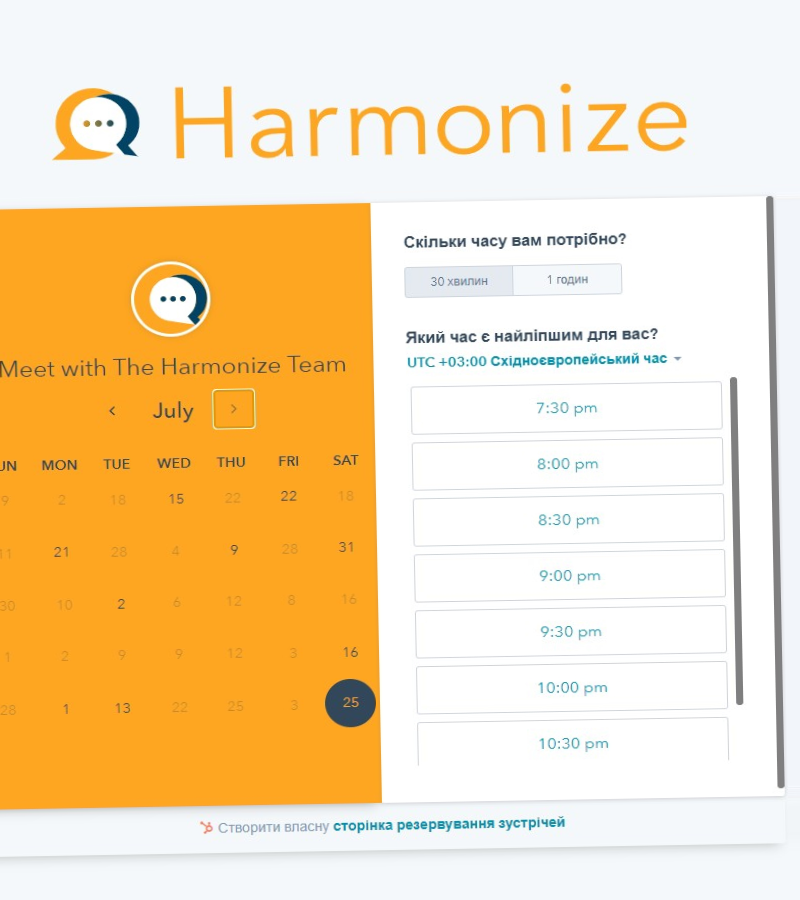 Harmonize
Meet with The Harmonize Team
July
UN MON TUE WED THU FRI SAT
9 2 18 15 22 22 18
11 21 28 4 9 28 31
30 10 2 6 12 8 16
1 2 9 9 12 3 16
28 1 13 22 25 3 25
Скільки часу вам потрібно?
30 хвилин 1 годин
Який час є найліпшим для вас?
UTC +03:00 Східноєвропейський час
7:30 pm
8:00 pm
8:30 pm
9:00 pm
9:30 pm
10:00 pm
10:30 pm
Створити власну сторінка резервування зустрічей